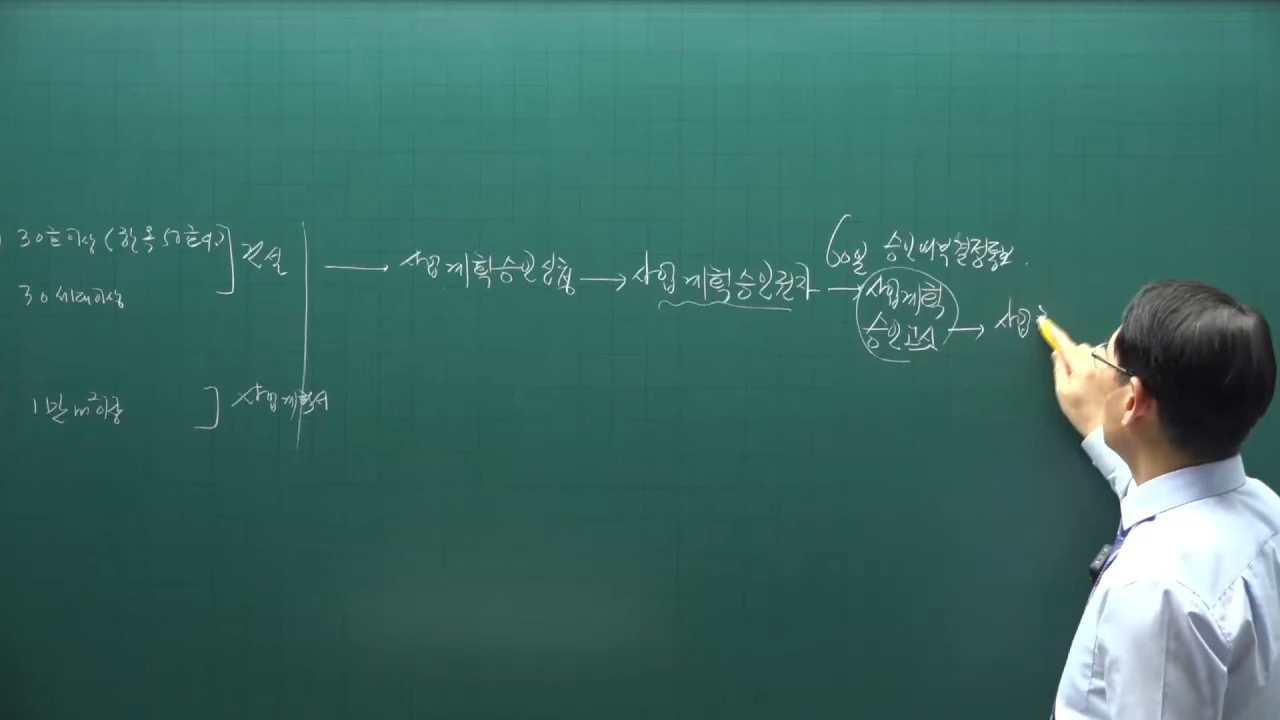 30호이상 (한옥 50호이상)] 건설
30세대이상
1만m²이상] 사업계획서
→ 사업계획승인신청 → 사업계획승인권자 →
60일 승인여부결정통보.
사업계획
승인고시 → 사업